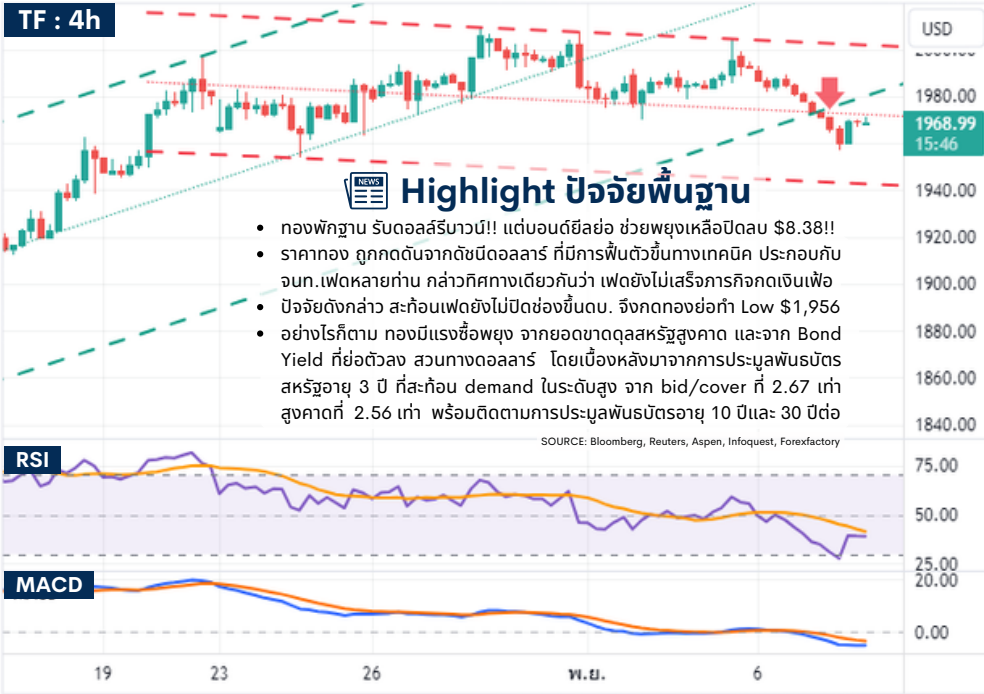 TF : 4h
USD
1980.00
1968.99
15:46
1940.00
1920.00
1900.00
1880.00
1860.00
1840.00
NEWS
Highlight ปัจจัยพื้นฐาน
• ทองพักฐาน รับดอลล์รีบาวน์!! แต่บอนด์ยีลย่อ ช่วยพยุงเหลือปิดลบ $8.38!!
• ราคาทอง ถูกกดดันจากดัชนีดอลลาร์ ที่มีการฟื้นตัวขึ้นทางเทคนิค ประกอบกับ
จนท.เฟดหลายท่าน กล่าวทิศทางเดียวกันว่า เฟดยังไม่เสร็จภารกิจกดเงินเฟ้อ
• ปัจจัยดังกล่าว สะท้อนเฟดยังไม่ปิดช่องขึ้นดบ. จึงกดทองย่อทำ Low $1,956
• อย่างไรก็ตาม ทองมีแรงซื้อพยุง จากยอดขาดดุลสหรัฐสูงคาด และจาก Bond
Yield ที่ย่อตัวลง สวนทางดอลลาร์ โดยเบื้องหลังมาจากการประมูลพันธบัตร
สหรัฐอายุ 3 ปี ที่สะท้อน demand ในระดับสูง จาก bid/cover ที่ 2.67 เท่า
สูงคาดที่ 2.56 เท่า พร้อมติดตามการประมูลพันธบัตรอายุ 10 ปีและ 30 ปีต่อ
SOURCE: Bloomberg, Reuters, Aspen, Infoquest, Forexfactory
RSI
75.00
50.00
25.00
MACD
20.00
0.00
19 23 26 พ.ย. 6